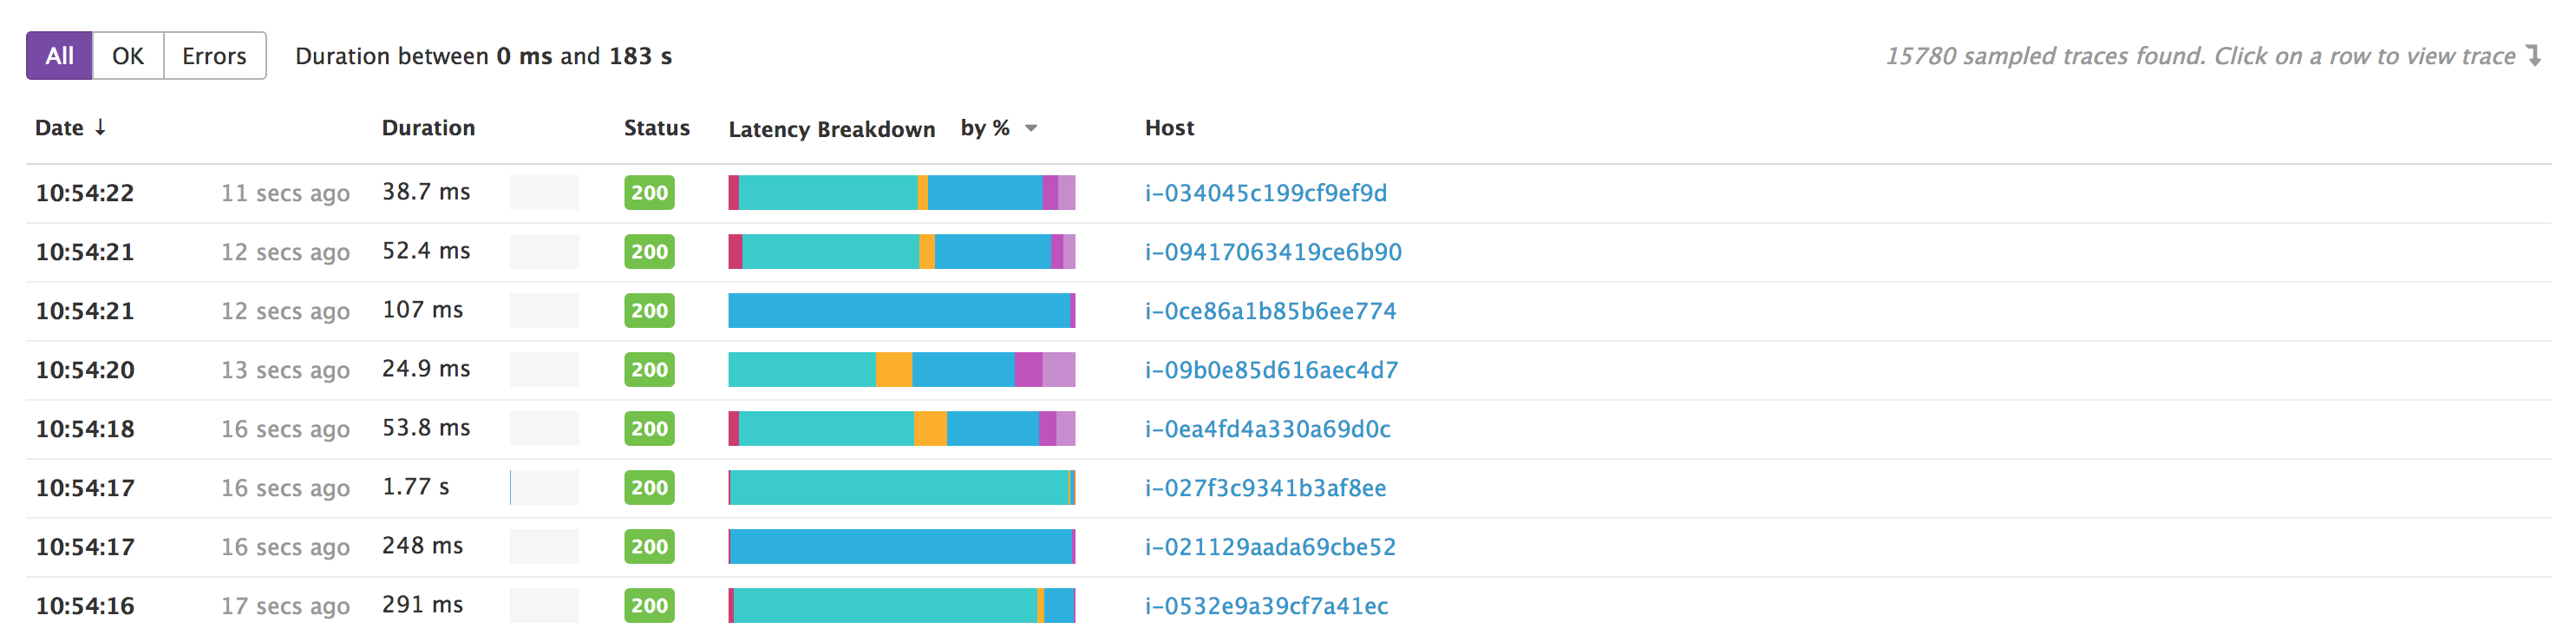 All OK Errors Duration between 0 ms and 183 s 15780 sampled traces found. Click on a row to view trace
Date ↓ Duration Status Latency Breakdown by % Host
10:54:22 11 secs ago 38.7 ms 200 i-034045c199cf9ef9d
10:54:21 12 secs ago 52.4 ms 200 i-09417063419ce6b90
10:54:21 12 secs ago 107 ms 200 i-0ce86a1b85b6ee774
10:54:20 13 secs ago 24.9 ms 200 i-09b0e85d616aec4d7
10:54:18 16 secs ago 53.8 ms 200 i-0ea4fd4a330a69d0c
10:54:17 16 secs ago 1.77 s 200 i-027f3c9341b3af8ee
10:54:17 16 secs ago 248 ms 200 i-021129aada69cbe52
10:54:16 17 secs ago 291 ms 200 i-0532e9a39cf7a41ec